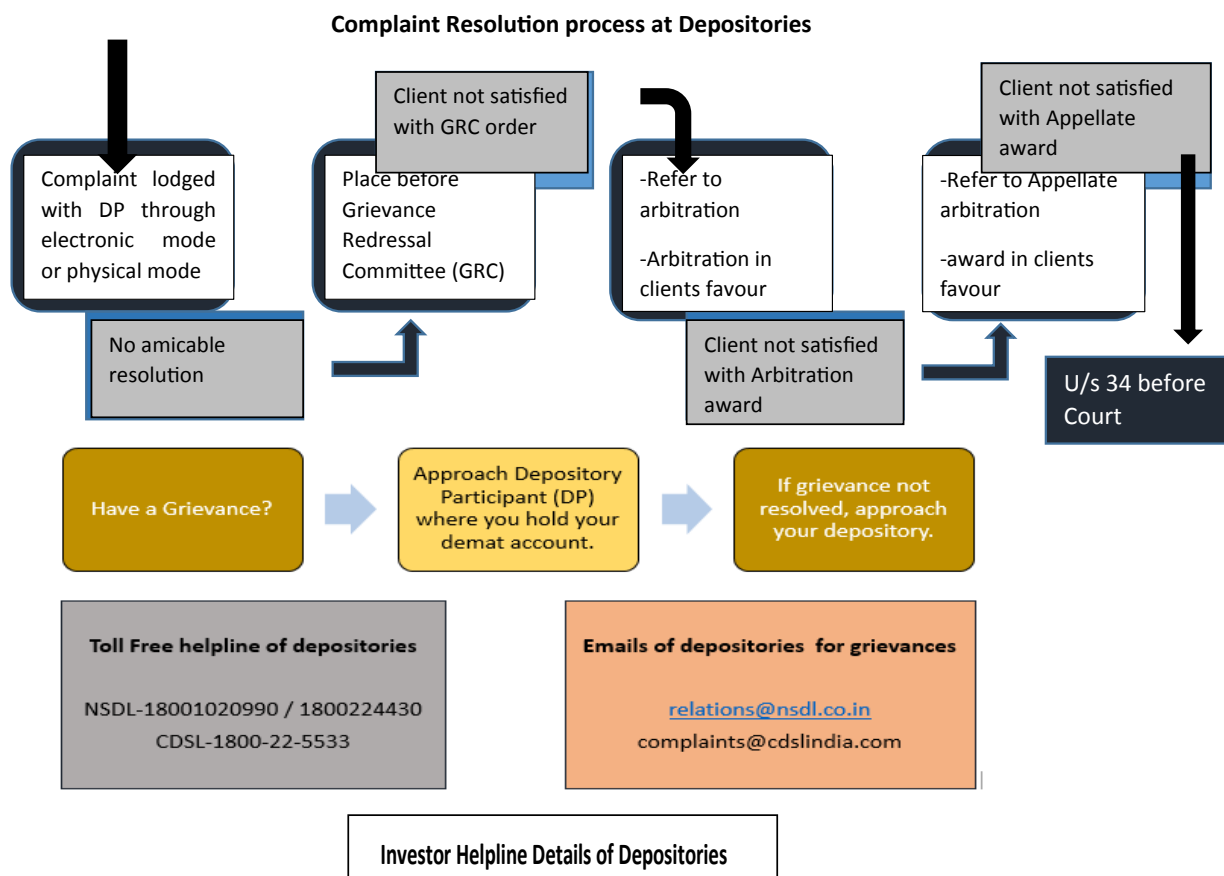 Complaint Resolution process at Depositories
Complaint lodged
with DP through
electronic mode
or physical mode
No amicable
resolution
Place before
Grievance
Redressal
Committee (GRC)
Client not satisfied
with GRC order
-Refer to
arbitration
-Arbitration in
clients favour
Client not satisfied
with Arbitration
award
-Refer to Appellate
arbitration
-award in clients
favour
Client not satisfied
with Appellate
award
U/s 34 before
Court
Have a Grievance?
Approach Depository
Participant (DP)
where you hold your
demat account.
If grievance not
resolved, approach
your depository.
Toll Free helpline of depositories
NSDL-18001020990 / 1800224430
CDSL-1800-22-5533
Emails of depositories for grievances
relations@nsdl.co.in
complaints@cdslindia.com
Investor Helpline Details of Depositories